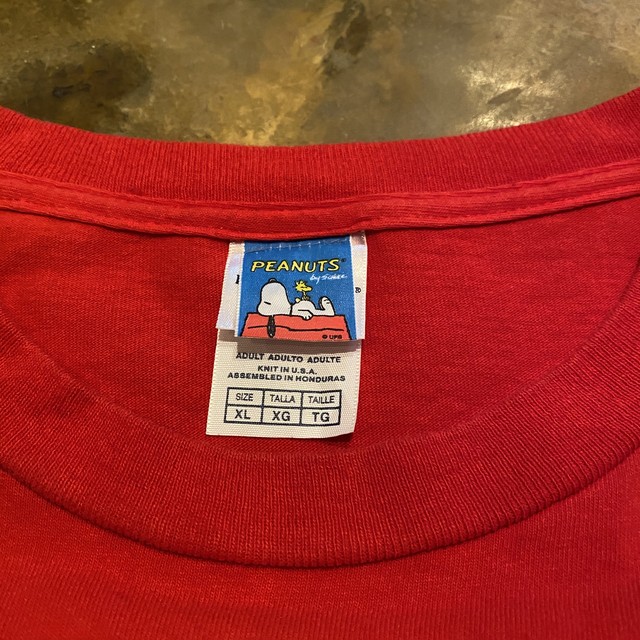 PEANUTS®
by Schulz
© UFS
ADULT ADULTO ADULTE
KNIT IN U.S.A.
ASSEMBLED IN HONDURAS
SIZE TALLA TAILLE
XL XG TG